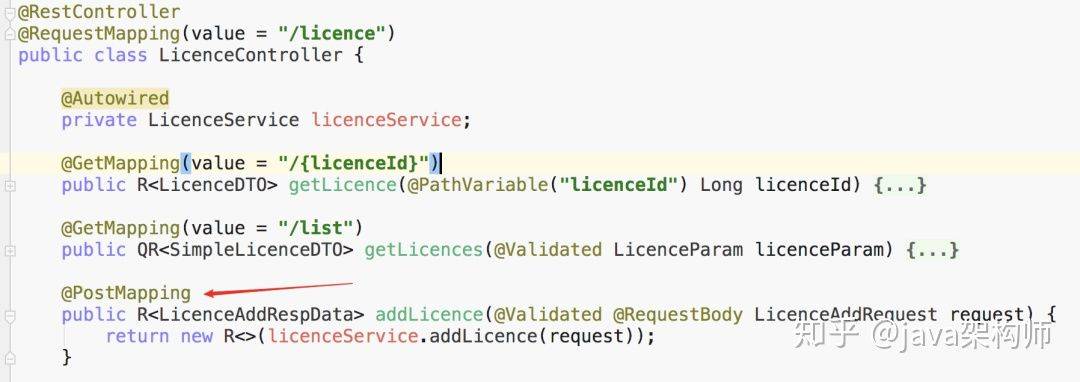 @RestController
@RequestMapping(value = "/licence")
public class LicenceController {
@Autowired
private LicenceService licenceService;
@GetMapping(value = "/{licenceId}")
public R<LicenceDTO> getLicence(@PathVariable("licenceId") Long licenceId) {...}
@GetMapping(value = "/list")
public QR<SimpleLicenceDTO> getLicences(@Validated LicenceParam licenceParam) {...}
@PostMapping
public R<LicenceAddRespData> addLicence(@Validated @RequestBody LicenceAddRequest request) {
return new R<>(licenceService.addLicence(request));
}
知乎 @java架构师